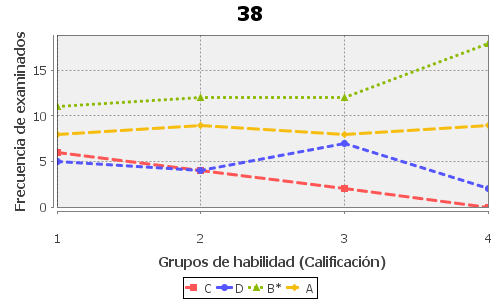 38
Frecuencia de examinados
15
10
5
0
1 2 3 4
Grupos de habilidad (Calificación)
C D B* A